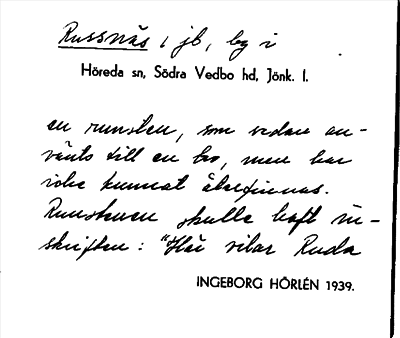 Russnäs i jb, beg i
Höreda sn, Södra Vedbo hd, Jönk. l.
en runsten, som sedan an-
vänts till en bro, men har
icke kunnat återfinnas.
Runstenen skulle haft in-
skriften: "Här vilar Ruda
INGEBORG HÖRLÉN 1939.